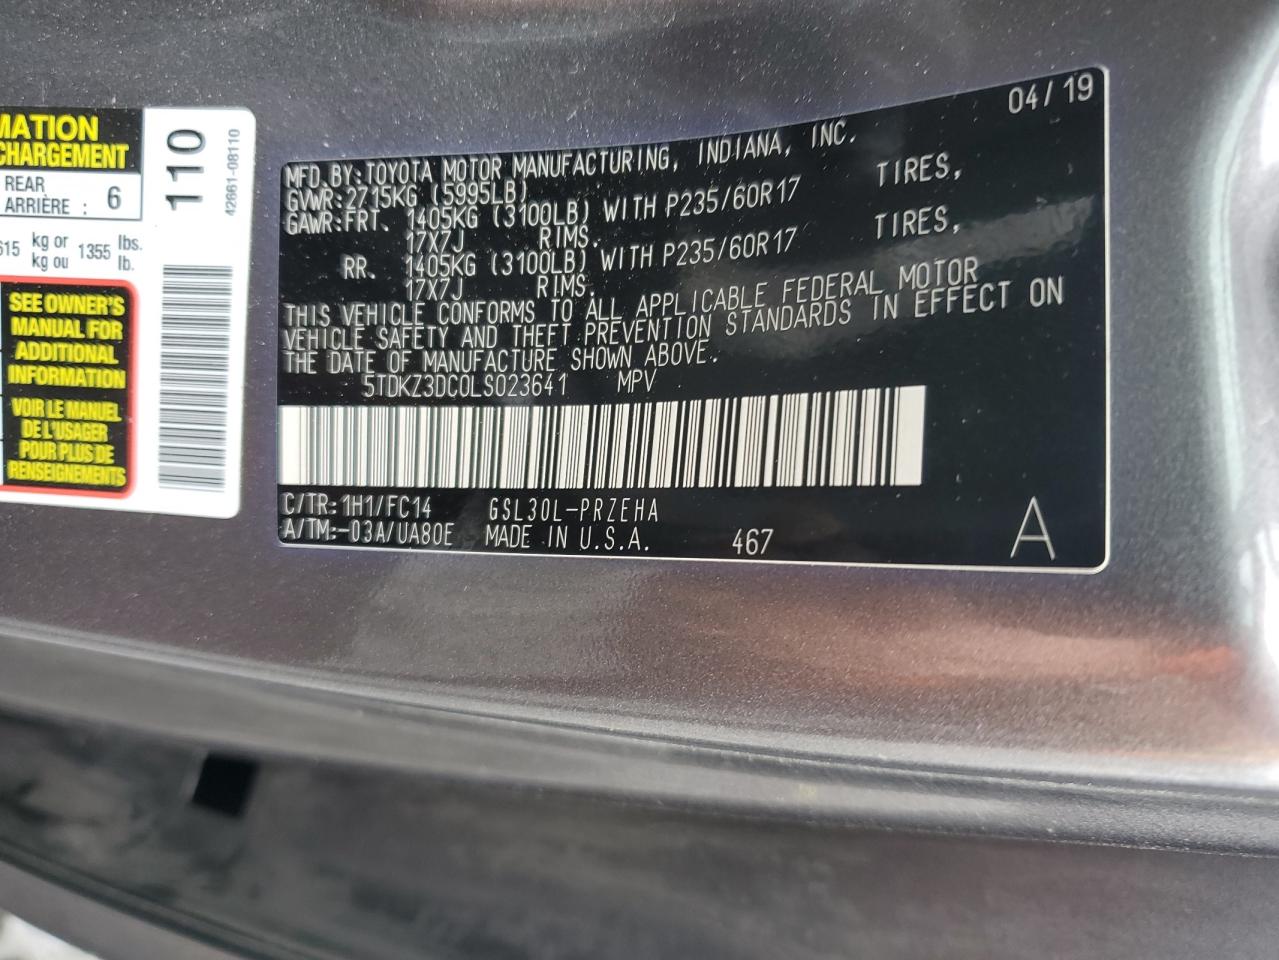 MATION
CHARGEMENT
REAR
ARRIÈRE : 6
615 kg or 1355 lbs.
kg ou lb.
SEE OWNER'S
MANUAL FOR
ADDITIONAL
INFORMATION
VOIR LE MANUEL
DE L'USAGER
POUR PLUS DE
RENSEIGNEMENTS
110
42661-08110
04/19
MFD.BY:TOYOTA MOTOR MANUFACTURING, INDIANA, INC.
GVWR:2715KG (5995LB)
GAWR:FRT. 1405KG (3100LB) WITH P235/60R17 TIRES,
17X7J RIMS.
RR. 1405KG (3100LB) WITH P235/60R17 TIRES,
17X7J RIMS.
THIS VEHICLE CONFORMS TO ALL APPLICABLE FEDERAL MOTOR
VEHICLE SAFETY AND THEFT PREVENTION STANDARDS IN EFFECT ON
THE DATE OF MANUFACTURE SHOWN ABOVE.
5TDKZ3DC0LS023641 MPV
C/TR:1H1/FC14 GSL30L-PRZEHA
A/TM:-03A/UA80E MADE IN U.S.A. 467
A